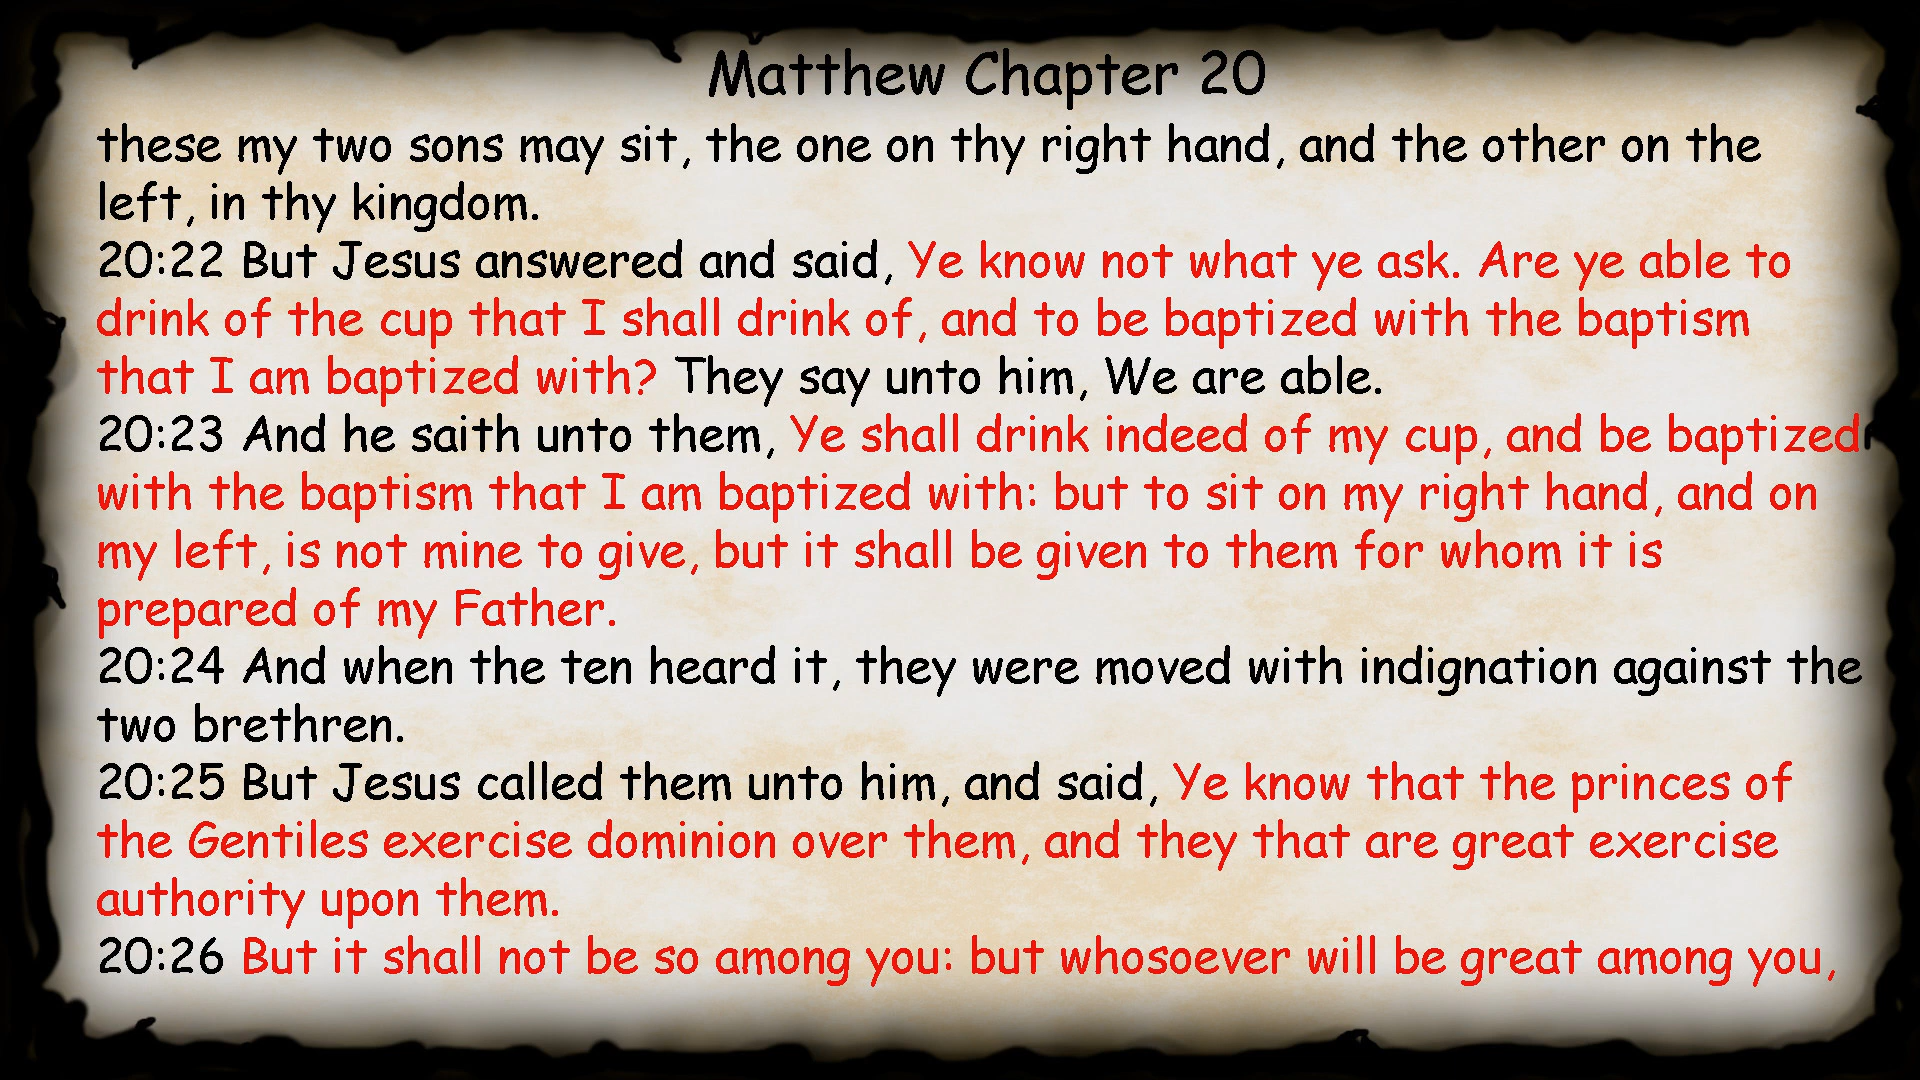 Matthew Chapter 20
these my two sons may sit, the one on thy right hand, and the other on the
left, in thy kingdom.
20:22 But Jesus answered and said, Ye know not what ye ask. Are ye able to
drink of the cup that I shall drink of, and to be baptized with the baptism
that I am baptized with? They say unto him, We are able.
20:23 And he saith unto them, Ye shall drink indeed of my cup, and be baptized
with the baptism that I am baptized with: but to sit on my right hand, and on
my left, is not mine to give, but it shall be given to them for whom it is
prepared of my Father.
20:24 And when the ten heard it, they were moved with indignation against the
two brethren.
20:25 But Jesus called them unto him, and said, Ye know that the princes of
the Gentiles exercise dominion over them, and they that are great exercise
authority upon them.
20:26 But it shall not be so among you: but whosoever will be great among you,